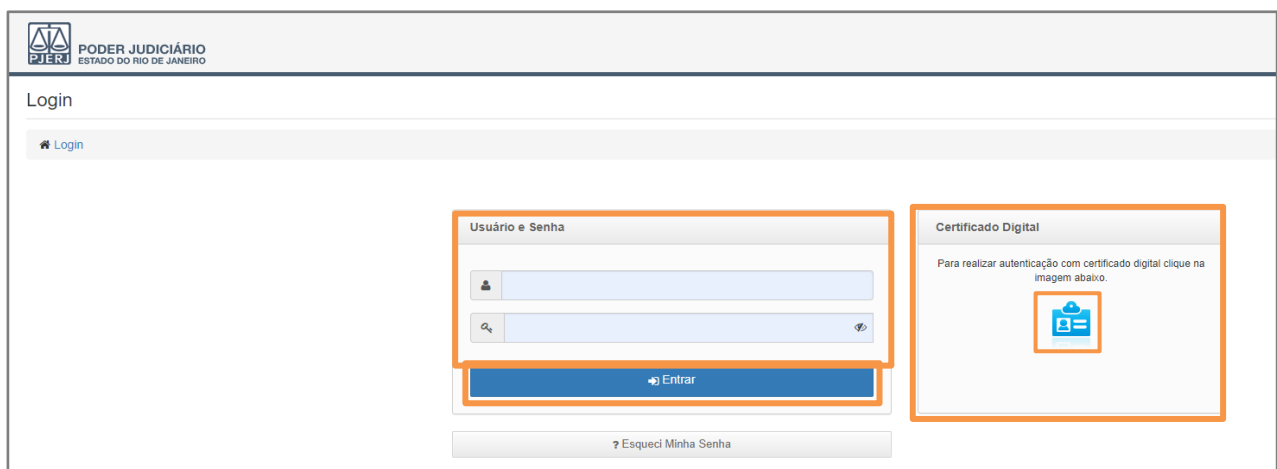 PJERJ
PODER JUDICIÁRIO
ESTADO DO RIO DE JANEIRO
Login
Login
Usuário e Senha
Entrar
? Esqueci Minha Senha
Certificado Digital
Para realizar autenticação com certificado digital clique na
imagem abaixo.